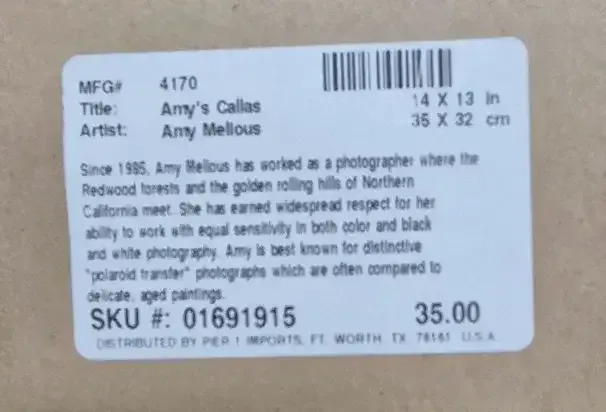 MFG# 4170
Title: Amy's Callas 14 X 13 in
Artist: Amy Mellous 35 X 32 cm
Since 1985, Amy Mellous has worked as a photographer where the
Redwood forests and the golden rolling hills of Northern
California meet. She has earned widespread respect for her
ability to work with equal sensitivity in both color and black
and white photography. Amy is best known for distinctive
"polaroid transfer" photographs which are often compared to
delicate, aged paintings.
SKU #: 01691915 35.00
DISTRIBUTED BY PIER 1 IMPORTS, FT. WORTH TX 76161 U.S.A.